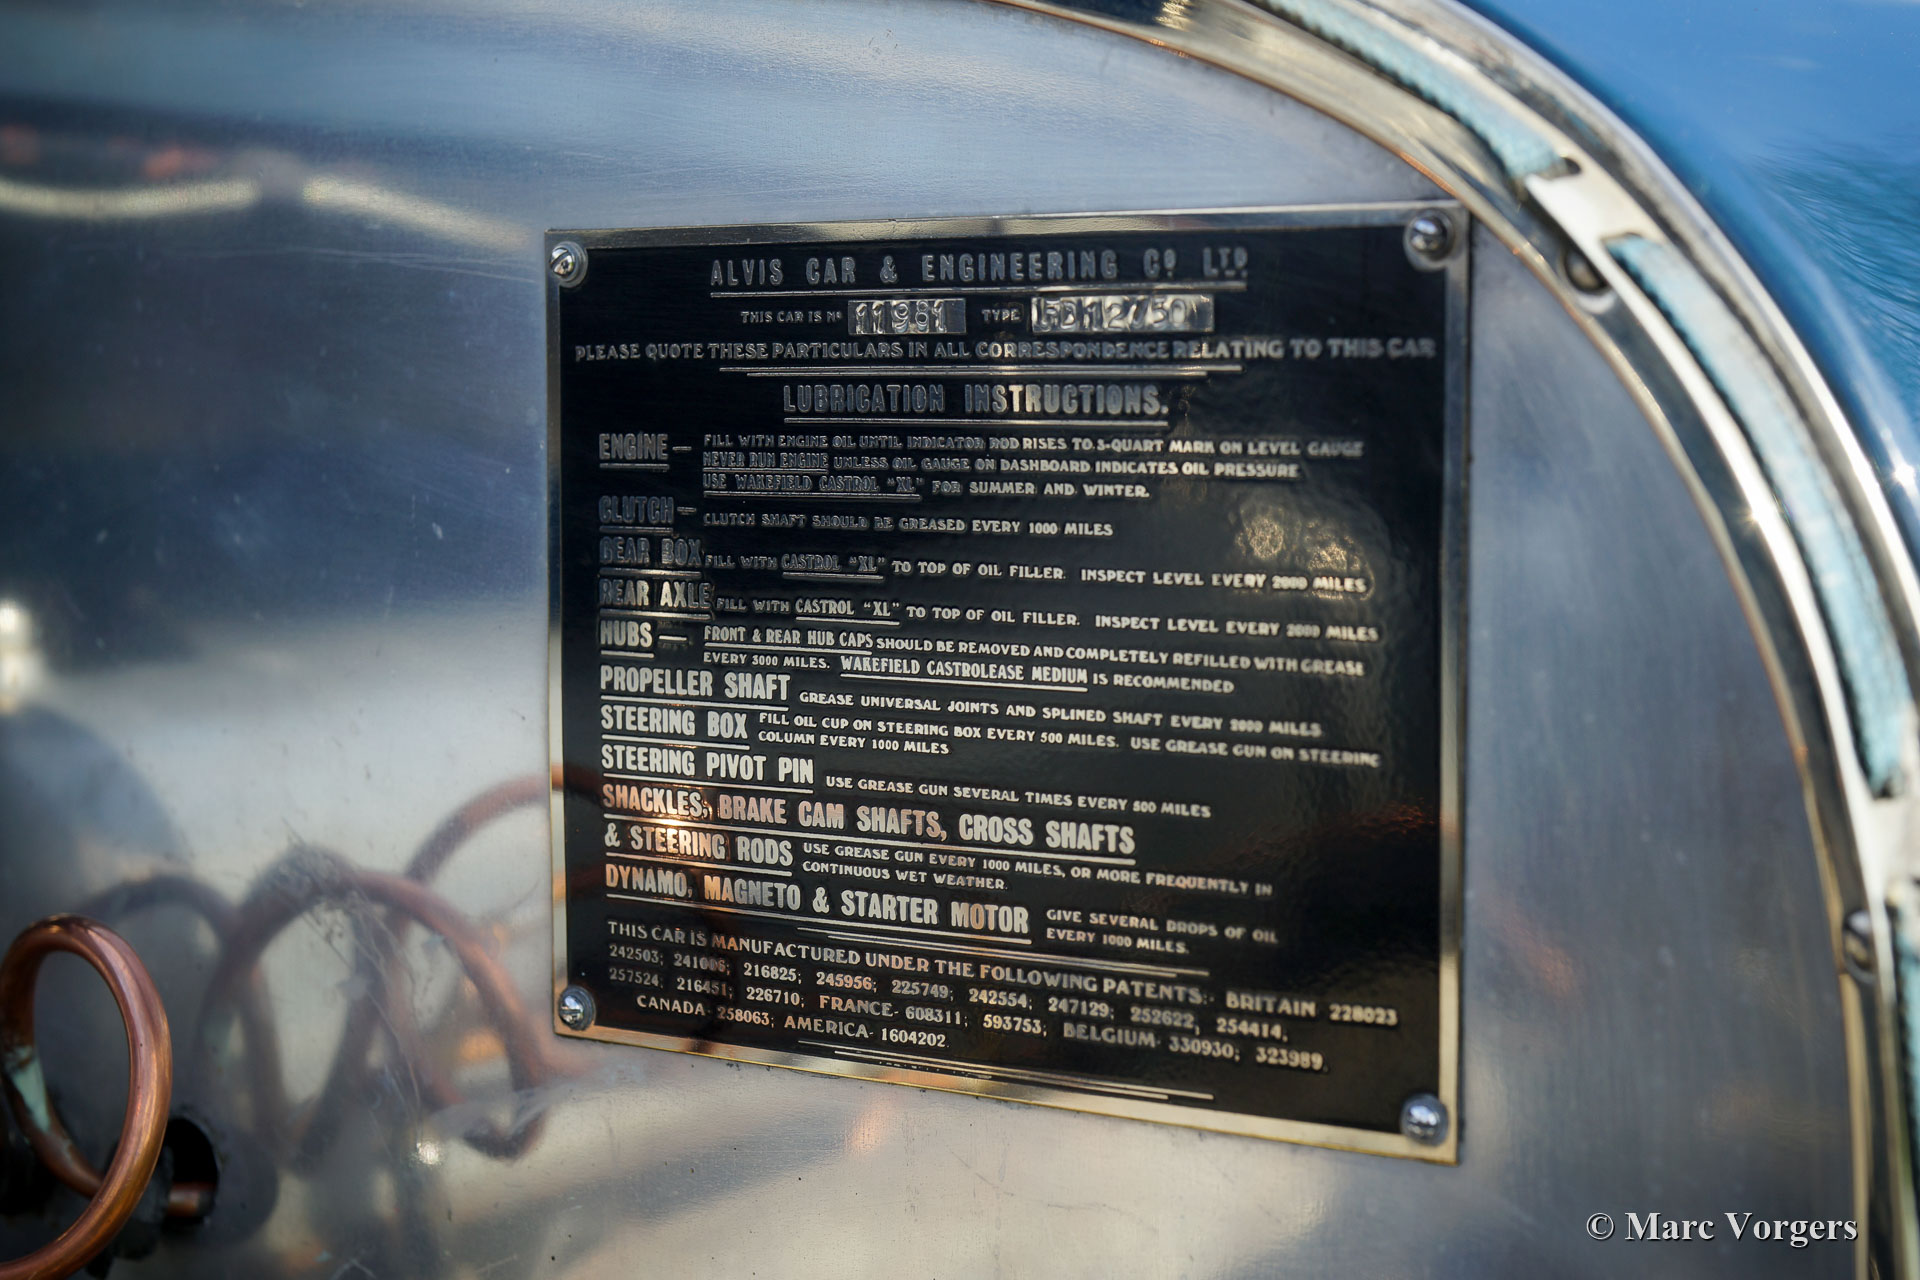 ALVIS CAR & ENGINEERING Cº LTD
THIS CAR IS Nº 11981 TYPE FD12/50
PLEASE QUOTE THESE PARTICULARS IN ALL CORRESPONDENCE RELATING TO THIS CAR
LUBRICATION INSTRUCTIONS.
ENGINE — FILL WITH ENGINE OIL UNTIL INDICATOR ROD RISES TO 3-QUART MARK ON LEVEL GAUGE
NEVER RUN ENGINE UNLESS OIL GAUGE ON DASHBOARD INDICATES OIL PRESSURE
USE WAKEFIELD CASTROL "XL" FOR SUMMER AND WINTER.
CLUTCH — CLUTCH SHAFT SHOULD BE GREASED EVERY 1000 MILES
GEAR BOX FILL WITH CASTROL "XL" TO TOP OF OIL FILLER. INSPECT LEVEL EVERY 2000 MILES
REAR AXLE FILL WITH CASTROL "XL" TO TOP OF OIL FILLER. INSPECT LEVEL EVERY 2000 MILES
HUBS — FRONT & REAR HUB CAPS SHOULD BE REMOVED AND COMPLETELY REFILLED WITH GREASE
EVERY 3000 MILES. WAKEFIELD CASTROLEASE MEDIUM IS RECOMMENDED
PROPELLER SHAFT GREASE UNIVERSAL JOINTS AND SPLINED SHAFT EVERY 2000 MILLS
STEERING BOX FILL OIL CUP ON STEERING BOX EVERY 500 MILES. USE GREASE GUN ON STEERING
COLUMN EVERY 1000 MILES
STEERING PIVOT PIN USE GREASE GUN SEVERAL TIMES EVERY 500 MILES
SHACKLES, BRAKE CAM SHAFTS, CROSS SHAFTS
& STEERING RODS USE GREASE GUN EVERY 1000 MILES, OR MORE FREQUENTLY IN
CONTINUOUS WET WEATHER.
DYNAMO, MAGNETO & STARTER MOTOR GIVE SEVERAL DROPS OF OIL
EVERY 1000 MILES.
THIS CAR IS MANUFACTURED UNDER THE FOLLOWING PATENTS:- BRITAIN 228023
242503; 241006; 216825; 245956; 225749; 242554; 247129; 252622, 254414,
257524; 216451; 226710; FRANCE- 608311; 593753; BELGIUM- 330930; 323989,
CANADA- 258063; AMERICA- 1604202.
© Marc Vorgers